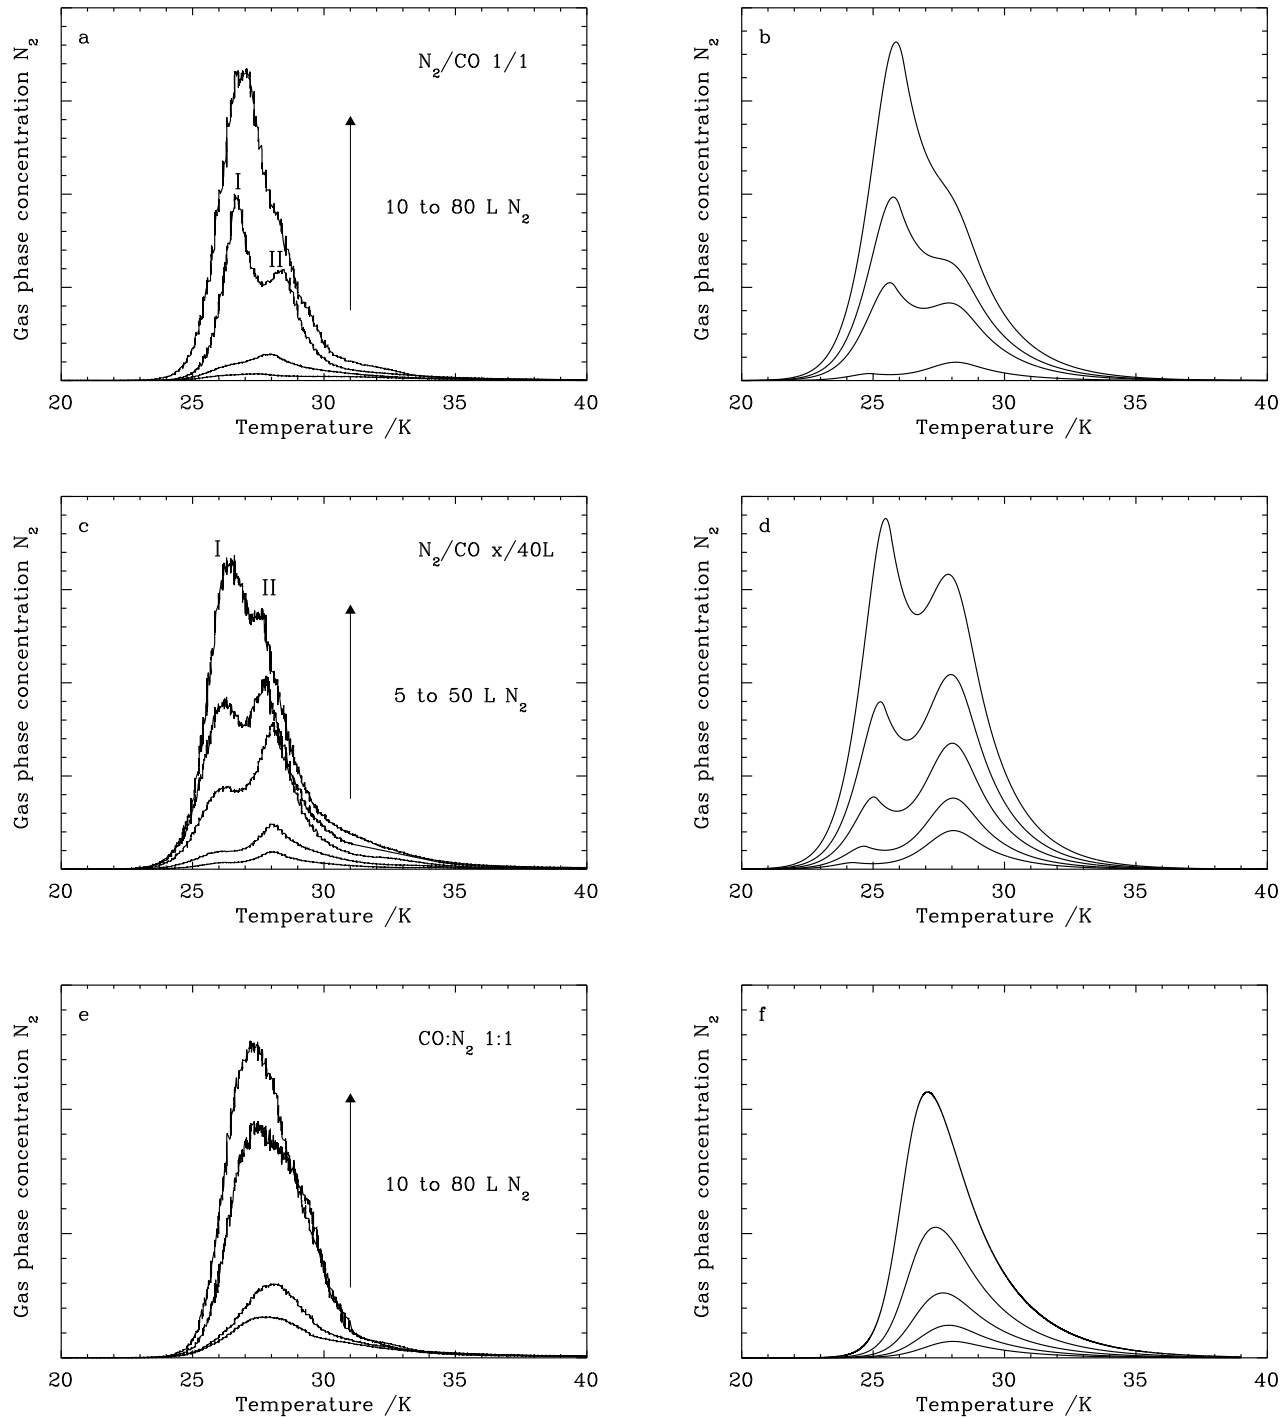 a
N₂/CO 1/1
I
II
10 to 80 L N₂
Gas phase concentration N₂
20 25 30 35 40
Temperature /K
b
Gas phase concentration N₂
20 25 30 35 40
Temperature /K
c
N₂/CO x/40L
I
II
5 to 50 L N₂
Gas phase concentration N₂
20 25 30 35 40
Temperature /K
d
Gas phase concentration N₂
20 25 30 35 40
Temperature /K
e
CO:N₂ 1:1
10 to 80 L N₂
Gas phase concentration N₂
20 25 30 35 40
Temperature /K
f
Gas phase concentration N₂
20 25 30 35 40
Temperature /K